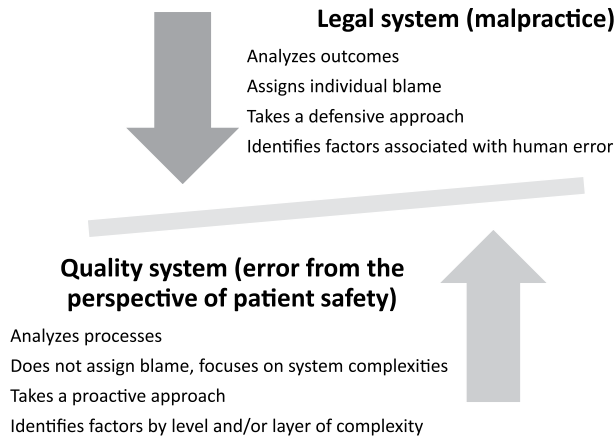 Legal system (malpractice)
Analyzes outcomes
Assigns individual blame
Takes a defensive approach
Identifies factors associated with human error
Quality system (error from the
perspective of patient safety)
Analyzes processes
Does not assign blame, focuses on system complexities
Takes a proactive approach
Identifies factors by level and/or layer of complexity